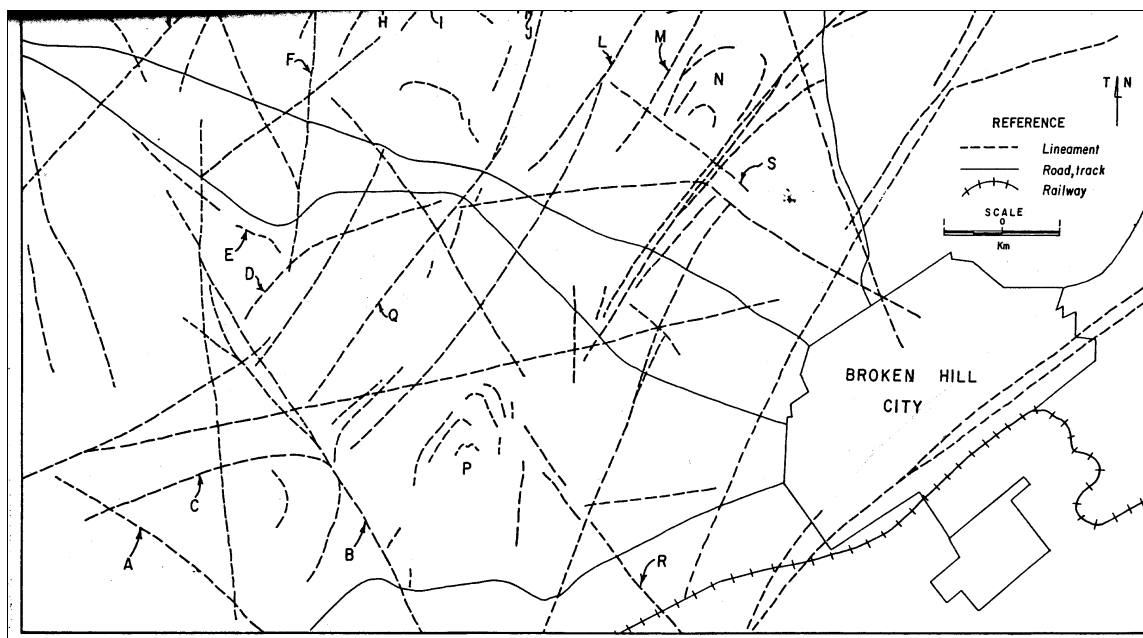 H
I
L
M
F
N
T N
REFERENCE
Lineament
Road, track
Railway
SCALE
0
Km
S
E
D
Q
BROKEN HILL
CITY
P
C
A
B
R